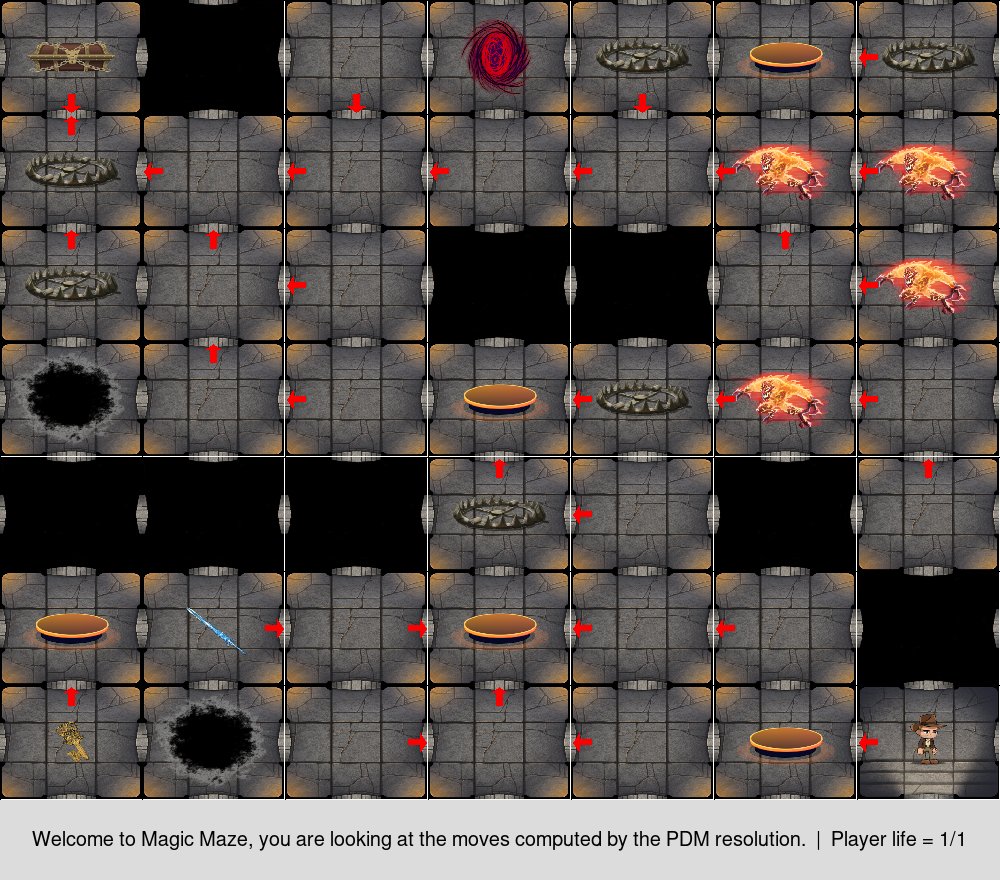 Welcome to Magic Maze, you are looking at the moves computed by the PDM resolution.  |  Player life = 1/1